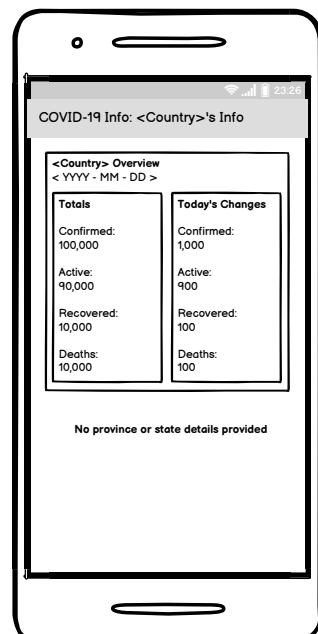 23:26
COVID-19 Info: <Country>'s Info
<Country> Overview
< YYYY - MM - DD >
Totals
Confirmed:
100,000
Active:
90,000
Recovered:
10,000
Deaths:
10,000
Today's Changes
Confirmed:
1,000
Active:
900
Recovered:
100
Deaths:
100
No province or state details provided